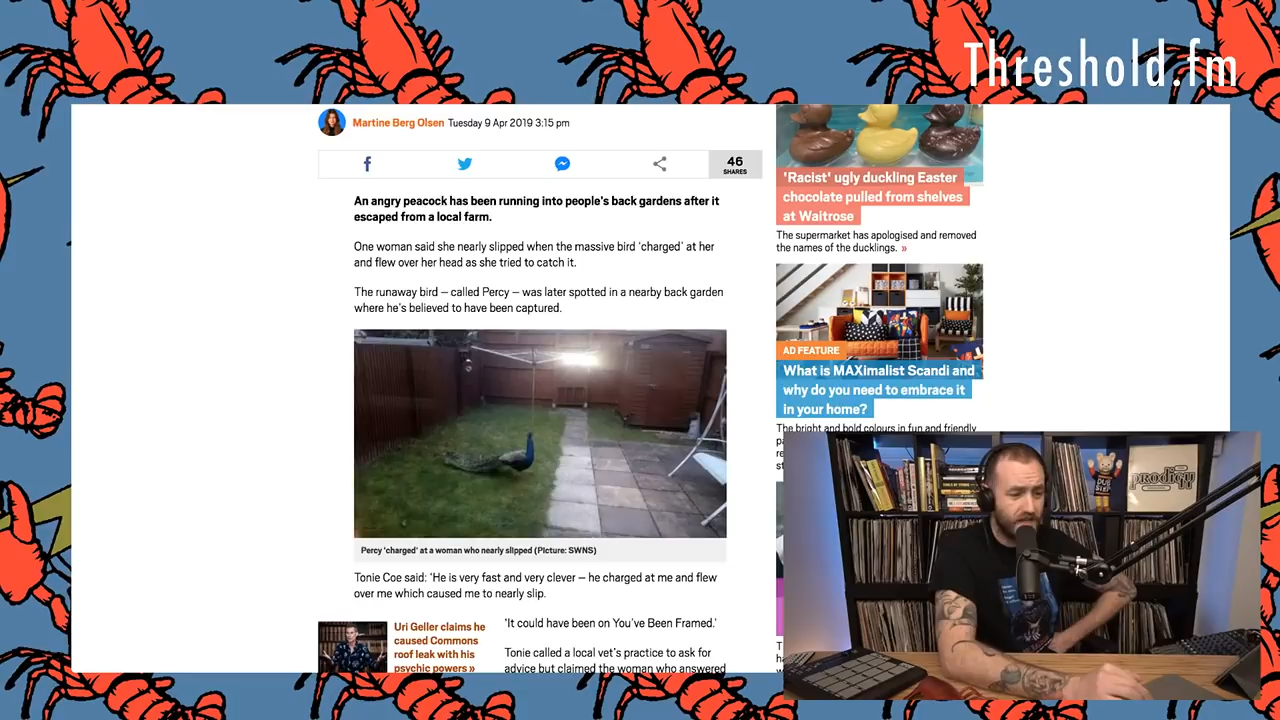 Threshold.fm
Martine Berg Olsen Tuesday 9 Apr 2019 3:15 pm
46
SHARES
An angry peacock has been running into people's back gardens after it
escaped from a local farm.
One woman said she nearly slipped when the massive bird 'charged' at her
and flew over her head as she tried to catch it.
The runaway bird – called Percy – was later spotted in a nearby back garden
where he's believed to have been captured.
Percy 'charged' at a woman who nearly slipped (Picture: SWNS)
Tonie Coe said: 'He is very fast and very clever – he charged at me and flew
over me which caused me to nearly slip.
Uri Geller claims he
caused Commons
roof leak with his
psychic powers »
'It could have been on You've Been Framed.'
Tonie called a local vet's practice to ask for
advice but claimed the woman who answered
'Racist' ugly duckling Easter
chocolate pulled from shelves
at Waitrose
The supermarket has apologised and removed
the names of the ducklings. »
AD FEATURE
What is MAXimalist Scandi and
why do you need to embrace it
in your home?
The bright and bold colours in fun and friendly
DUB
STEP
prodigy